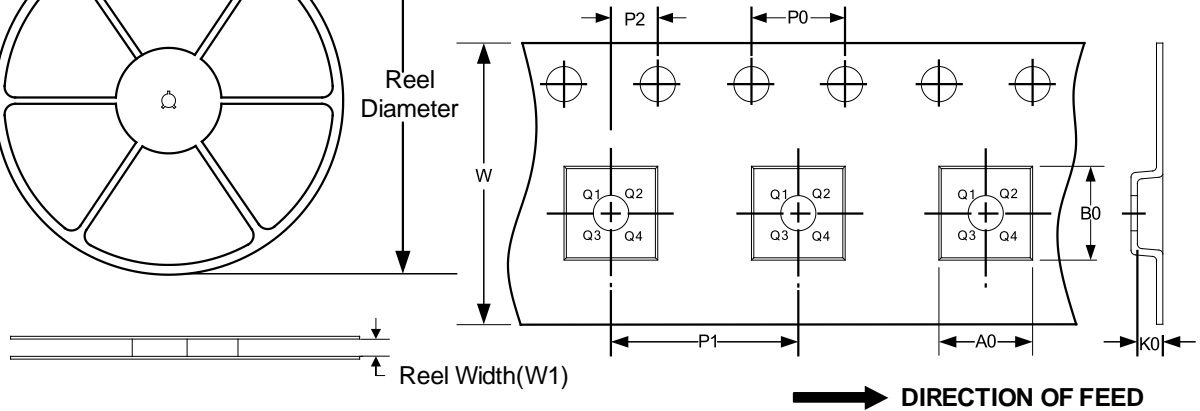 P2
P0
Reel
Diameter
W
Q1 Q2
Q3 Q4
Q1 Q2
Q3 Q4
Q1 Q2
Q3 Q4
B0
P1
A0
K0
Reel Width(W1)
DIRECTION OF FEED